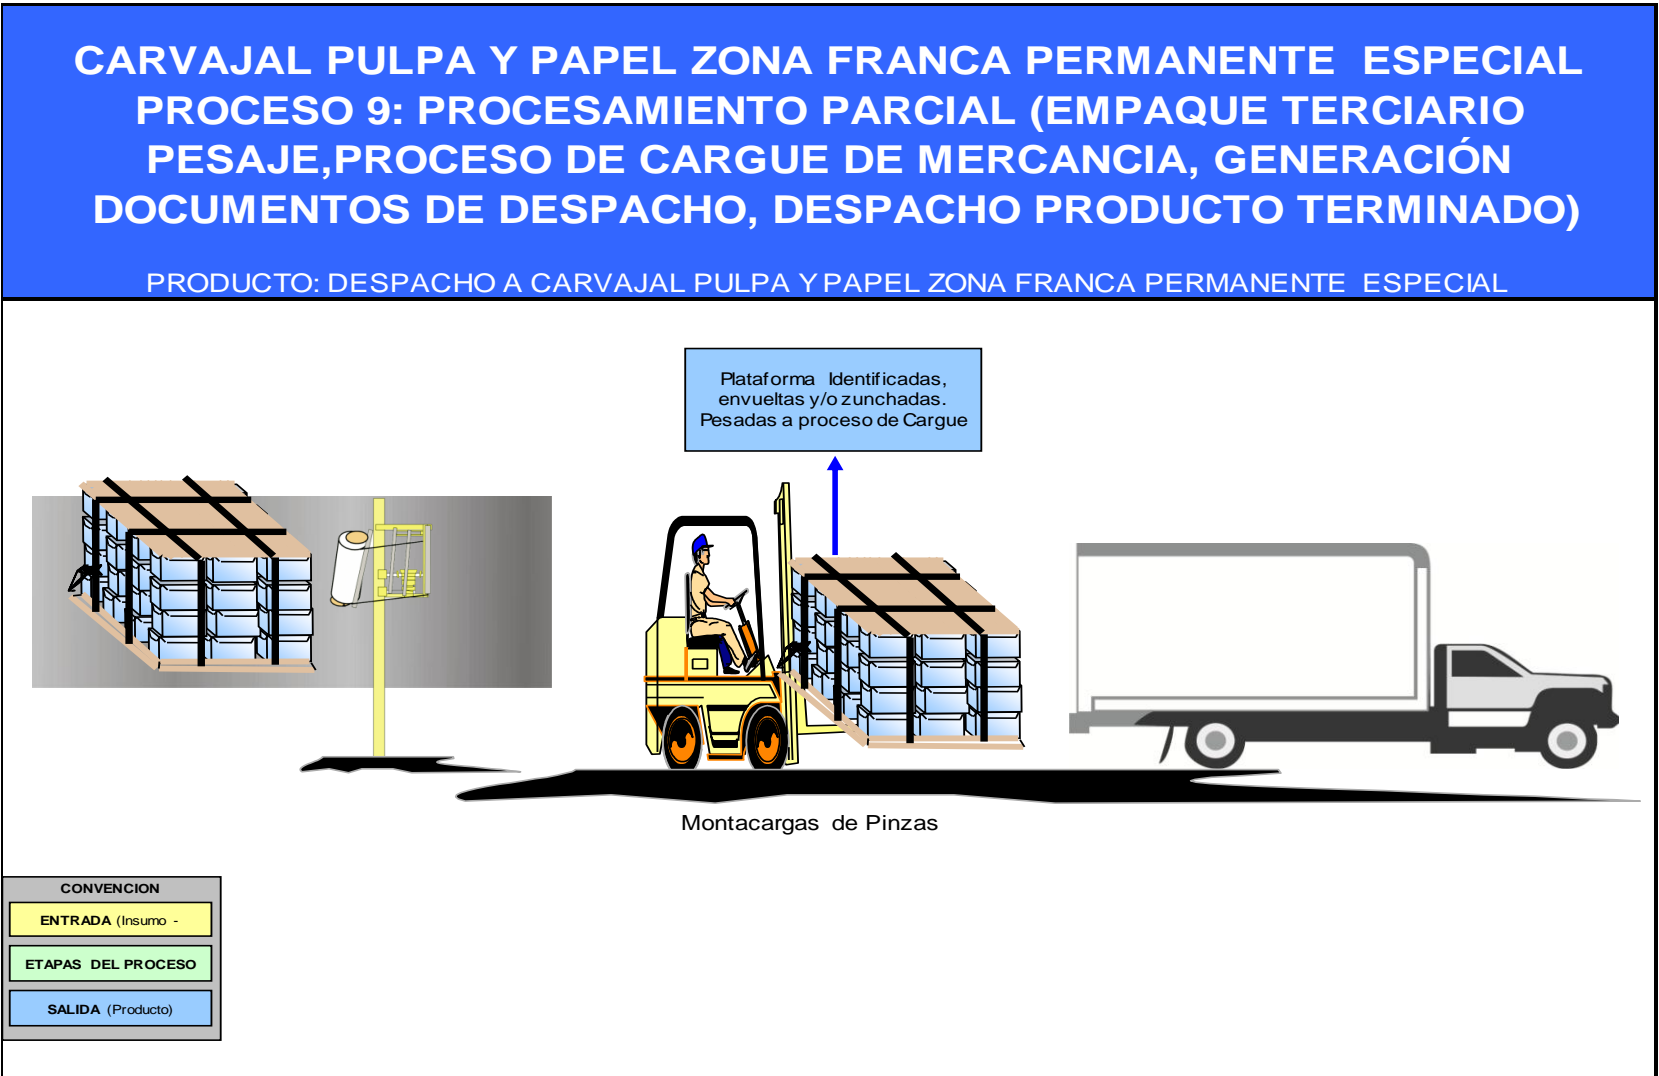 CARVAJAL PULPA Y PAPEL ZONA FRANCA PERMANENTE ESPECIAL
PROCESO 9: PROCESAMIENTO PARCIAL (EMPAQUE TERCIARIO
PESAJE,PROCESO DE CARGUE DE MERCANCIA, GENERACIÓN
DOCUMENTOS DE DESPACHO, DESPACHO PRODUCTO TERMINADO)
PRODUCTO: DESPACHO A CARVAJAL PULPA Y PAPEL ZONA FRANCA PERMANENTE ESPECIAL
Plataforma Identificadas,
envueltas y/o zunchadas.
Pesadas a proceso de Cargue
Montacargas de Pinzas
CONVENCION
ENTRADA (Insumo -
ETAPAS DEL PROCESO
SALIDA (Producto)